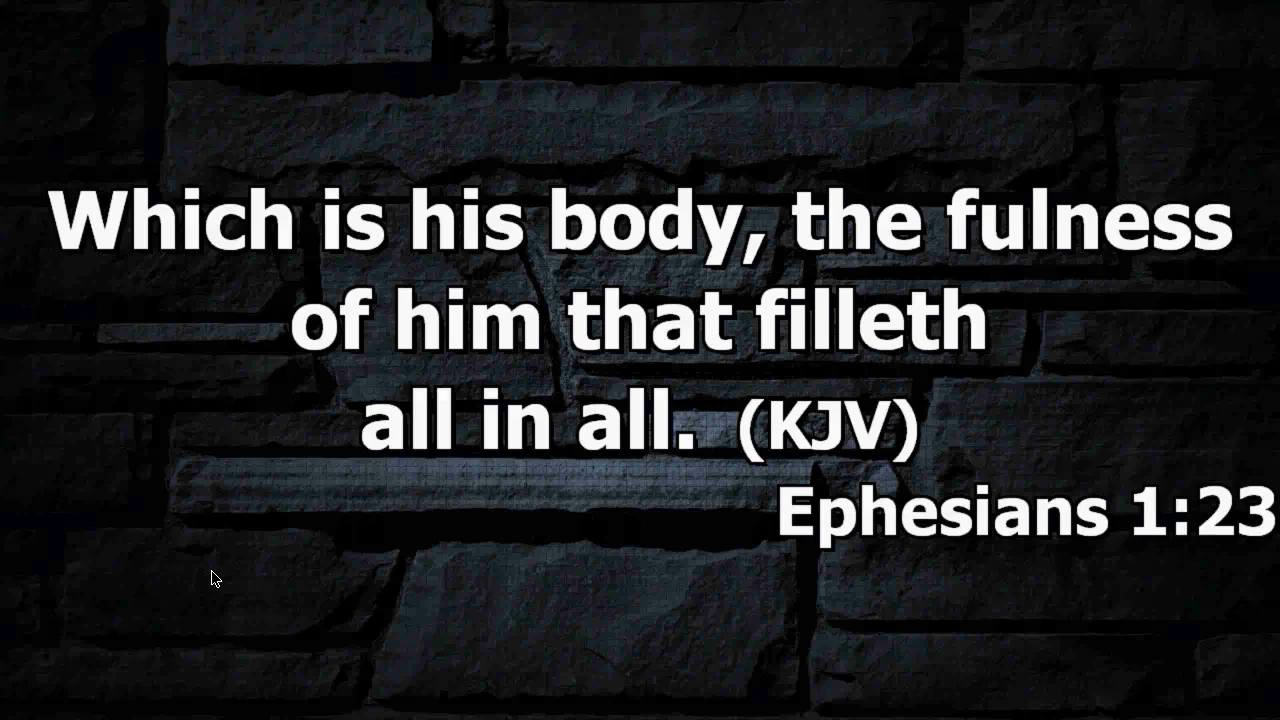 Which is his body, the fulness
of him that filleth
all in all. (KJV)
Ephesians 1:23